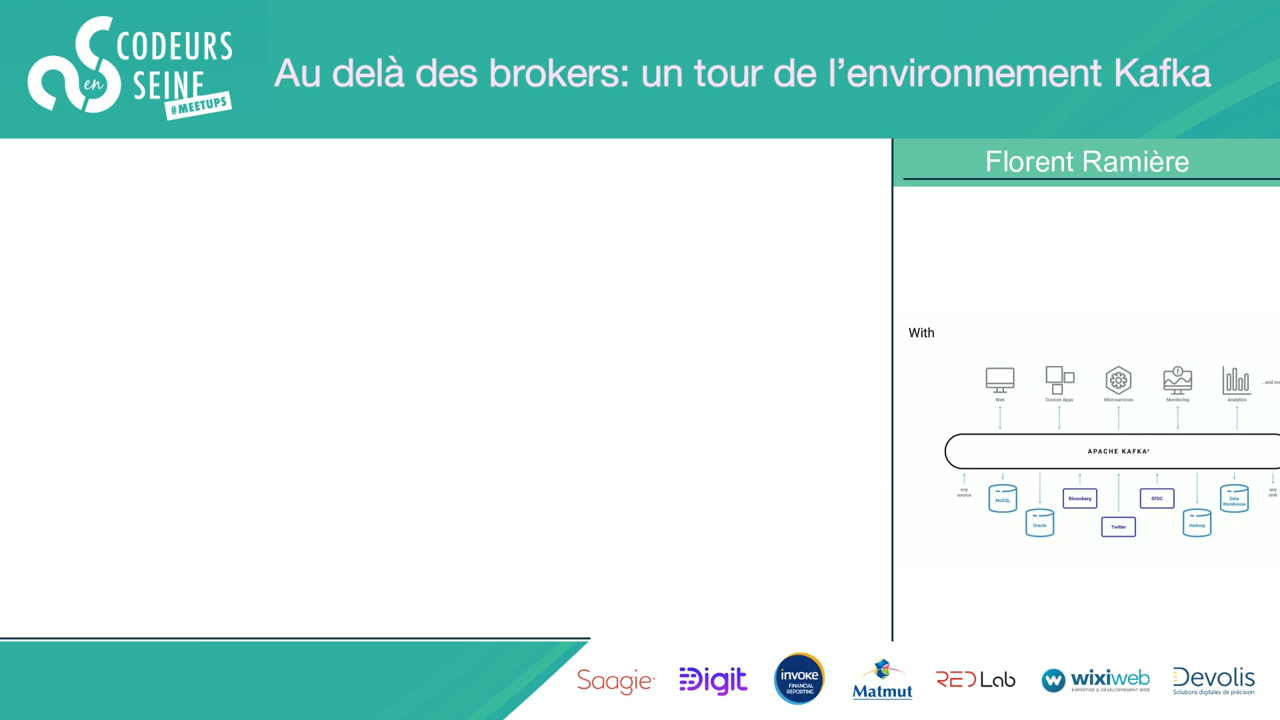 CODEURS
en
SEINE
#MEETUPS
Au delà des brokers: un tour de l'environnement Kafka
Florent Ramière
With
Web
Custom Apps
Microservices
Monitoring
Analytics
APACHE KAFKA®
any
source
NoSQL
Oracle
Bloomberg
Twitter
SFDC
Hadoop
Data
Warehouse
any
sink
Saagie
Digit
invoke
FINANCIAL
REPORTING
Matmut
RED Lab
wixiweb
EXPERTISE & DÉVELOPPEMENT WEB
Devolis
Solutions digitales de précision